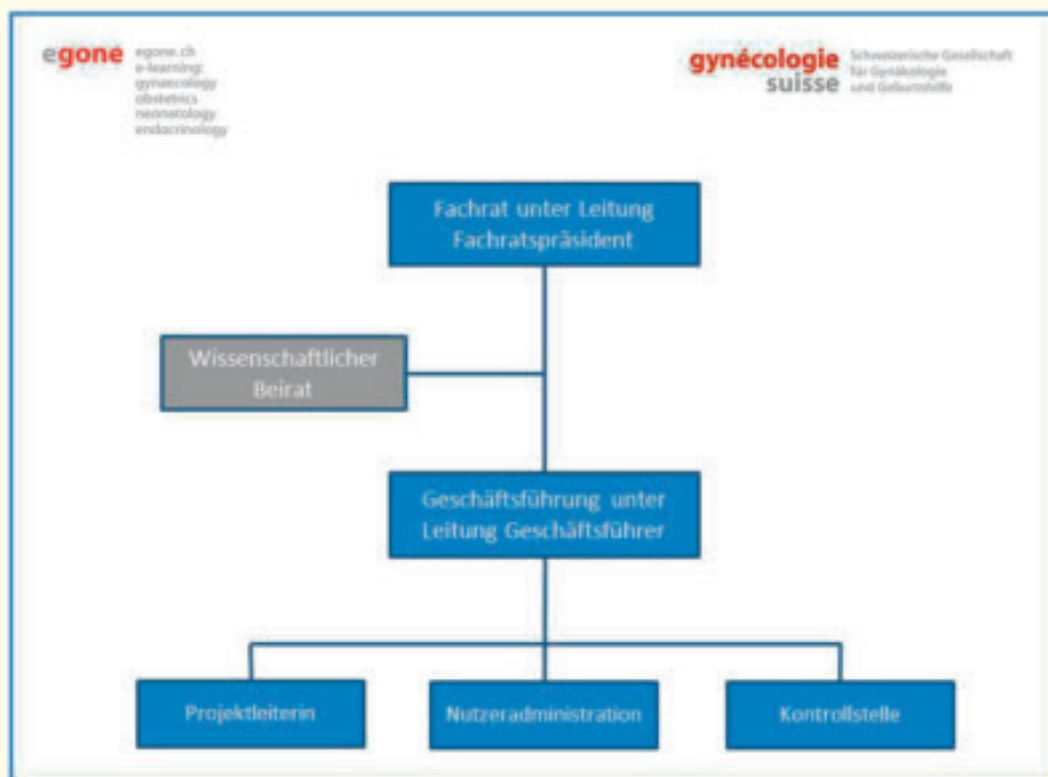 egone
egone.ch
e-learning:
gynaecology
obstetrics
neonatology
endocrinology
gynécologie
suisse
Schweizerische Gesellschaft
für Gynäkologie
und Geburtshilfe
Fachrat unter Leitung
Fachratspräsident
Wissenschaftlicher
Beirat
Geschäftsführung unter
Leitung Geschäftsführer
Projektleiterin
Nutzeradministration
Kontrollstelle